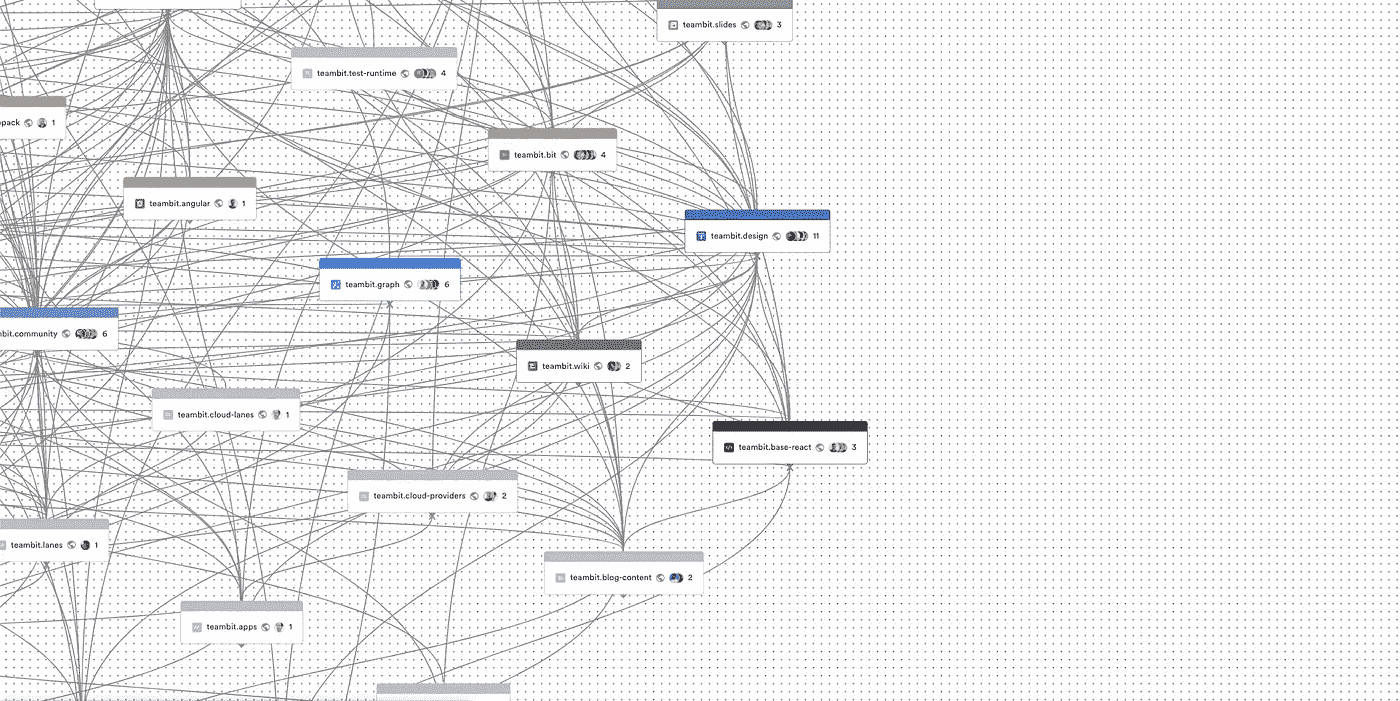 teambit.slides 3
teambit.test-runtime 4
pack 1
teambit.bit 4
teambit.angular 1
teambit.design 11
teambit.graph 6
bit.community 6
teambit.wiki 2
teambit.cloud-lanes 1
teambit.base-react 3
teambit.cloud-providers 2
teambit.lanes 1
teambit.blog-content 2
teambit.apps 1